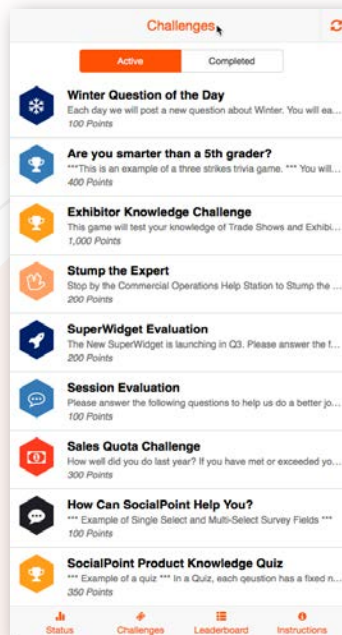 Challenges
Active
Completed
Winter Question of the Day
Each day we will post a new question about Winter. You will ea...
100 Points
Are you smarter than a 5th grader?
***This is an example of a three strikes trivia game. *** You will...
400 Points
Exhibitor Knowledge Challenge
This game will test your knowledge of Trade Shows and Exhibi...
1,000 Points
Stump the Expert
Stop by the Commercial Operations Help Station to Stump the ...
200 Points
SuperWidget Evaluation
The New SuperWidget is launching in Q3. Please answer the f...
200 Points
Session Evaluation
Please answer the following questions to help us do a better jo...
100 Points
Sales Quota Challenge
How well did you do last year? If you have met or exceeded yo...
300 Points
How Can SocialPoint Help You?
*** Example of Single Select and Multi-Select Survey Fields ***
100 Points
SocialPoint Product Knowledge Quiz
*** Example of a quiz *** In a Quiz, each qeustion has a fixed n...
350 Points
Status
Challenges
Leaderboard
Instructions